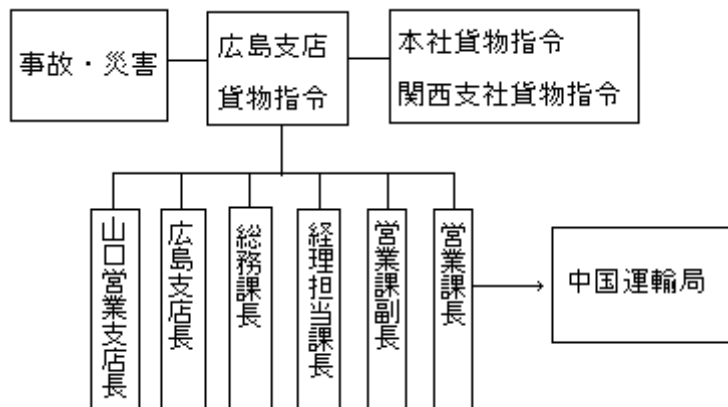 事故・災害
広島支店
貨物指令
本社貨物指令
関西支社貨物指令
山口営業支店長
広島支店長
総務課長
経理担当課長
営業課副長
営業課長
中国運輸局